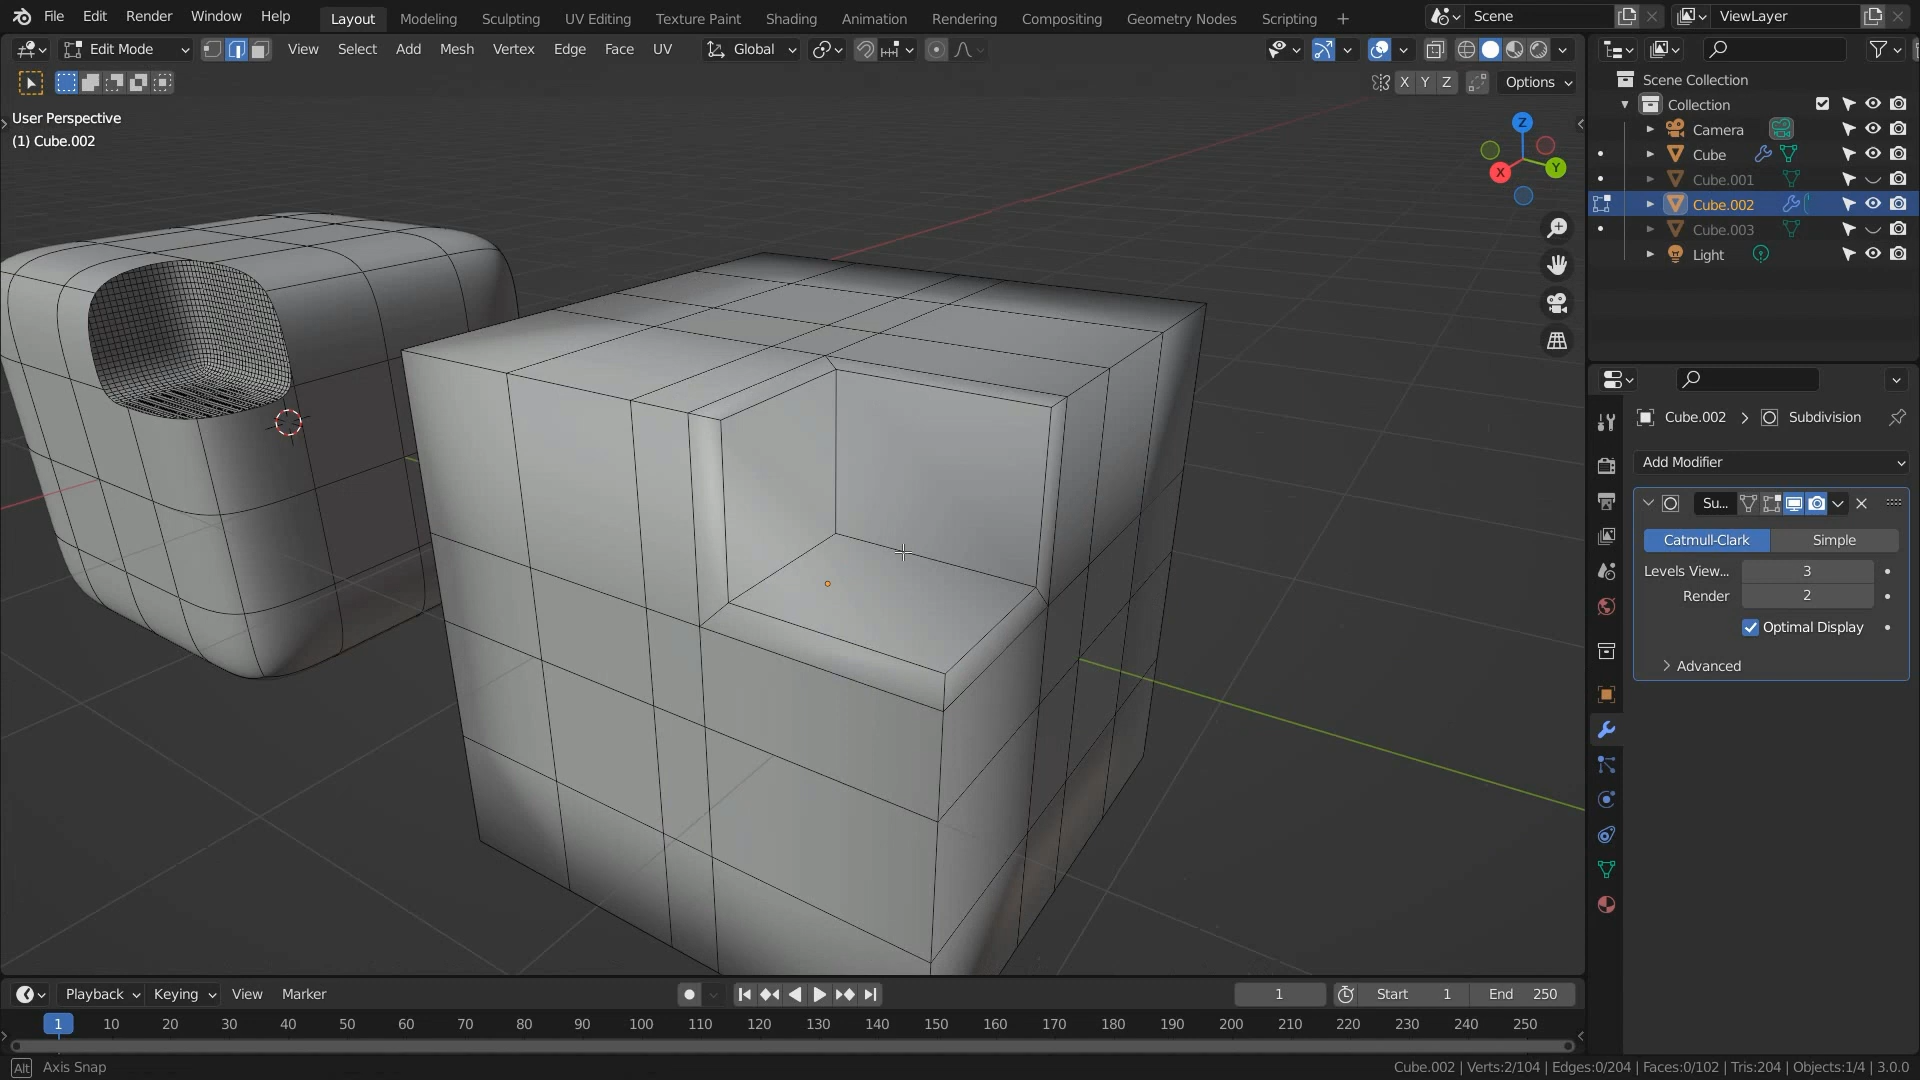 File Edit Render Window Help Layout Modeling Sculpting UV Editing Texture Paint Shading Animation Rendering Compositing Geometry Nodes Scripting + Scene ViewLayer
Edit Mode View Select Add Mesh Vertex Edge Face UV Global
X Y Z Options
User Perspective
(1) Cube.002
Z
X
Y
Scene Collection
Collection
Camera
Cube
Cube.001
Cube.002
Cube.003
Light
Cube.002 > Subdivision
Add Modifier
Su...
Catmull-Clark Simple
Levels View... 3
Render 2
Optimal Display
Advanced
Playback Keying View Marker 1 Start 1 End 250
1 10 20 30 40 50 60 70 80 90 100 110 120 130 140 150 160 170 180 190 200 210 220 230 240 250
Alt Axis Snap Cube.002 | Verts:2/104 | Edges:0/204 | Faces:0/102 | Tris:204 | Objects:1/4 | 3.0.0